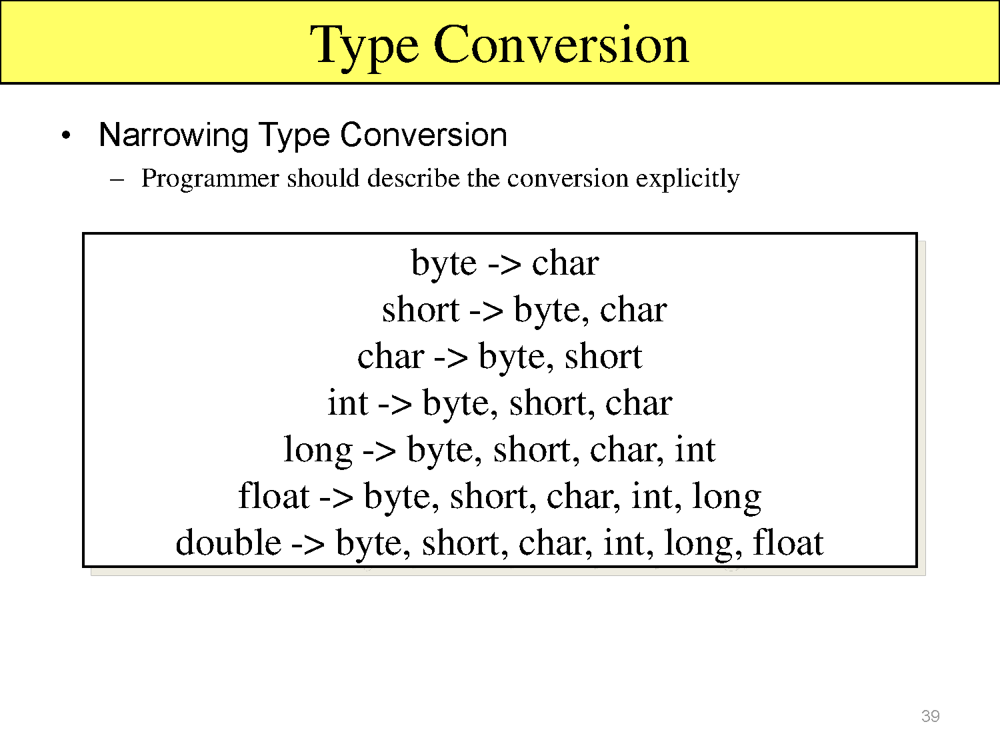 Type Conversion
• Narrowing Type Conversion
– Programmer should describe the conversion explicitly
byte -> char
short -> byte, char
char -> byte, short
int -> byte, short, char
long -> byte, short, char, int
float -> byte, short, char, int, long
double -> byte, short, char, int, long, float
39